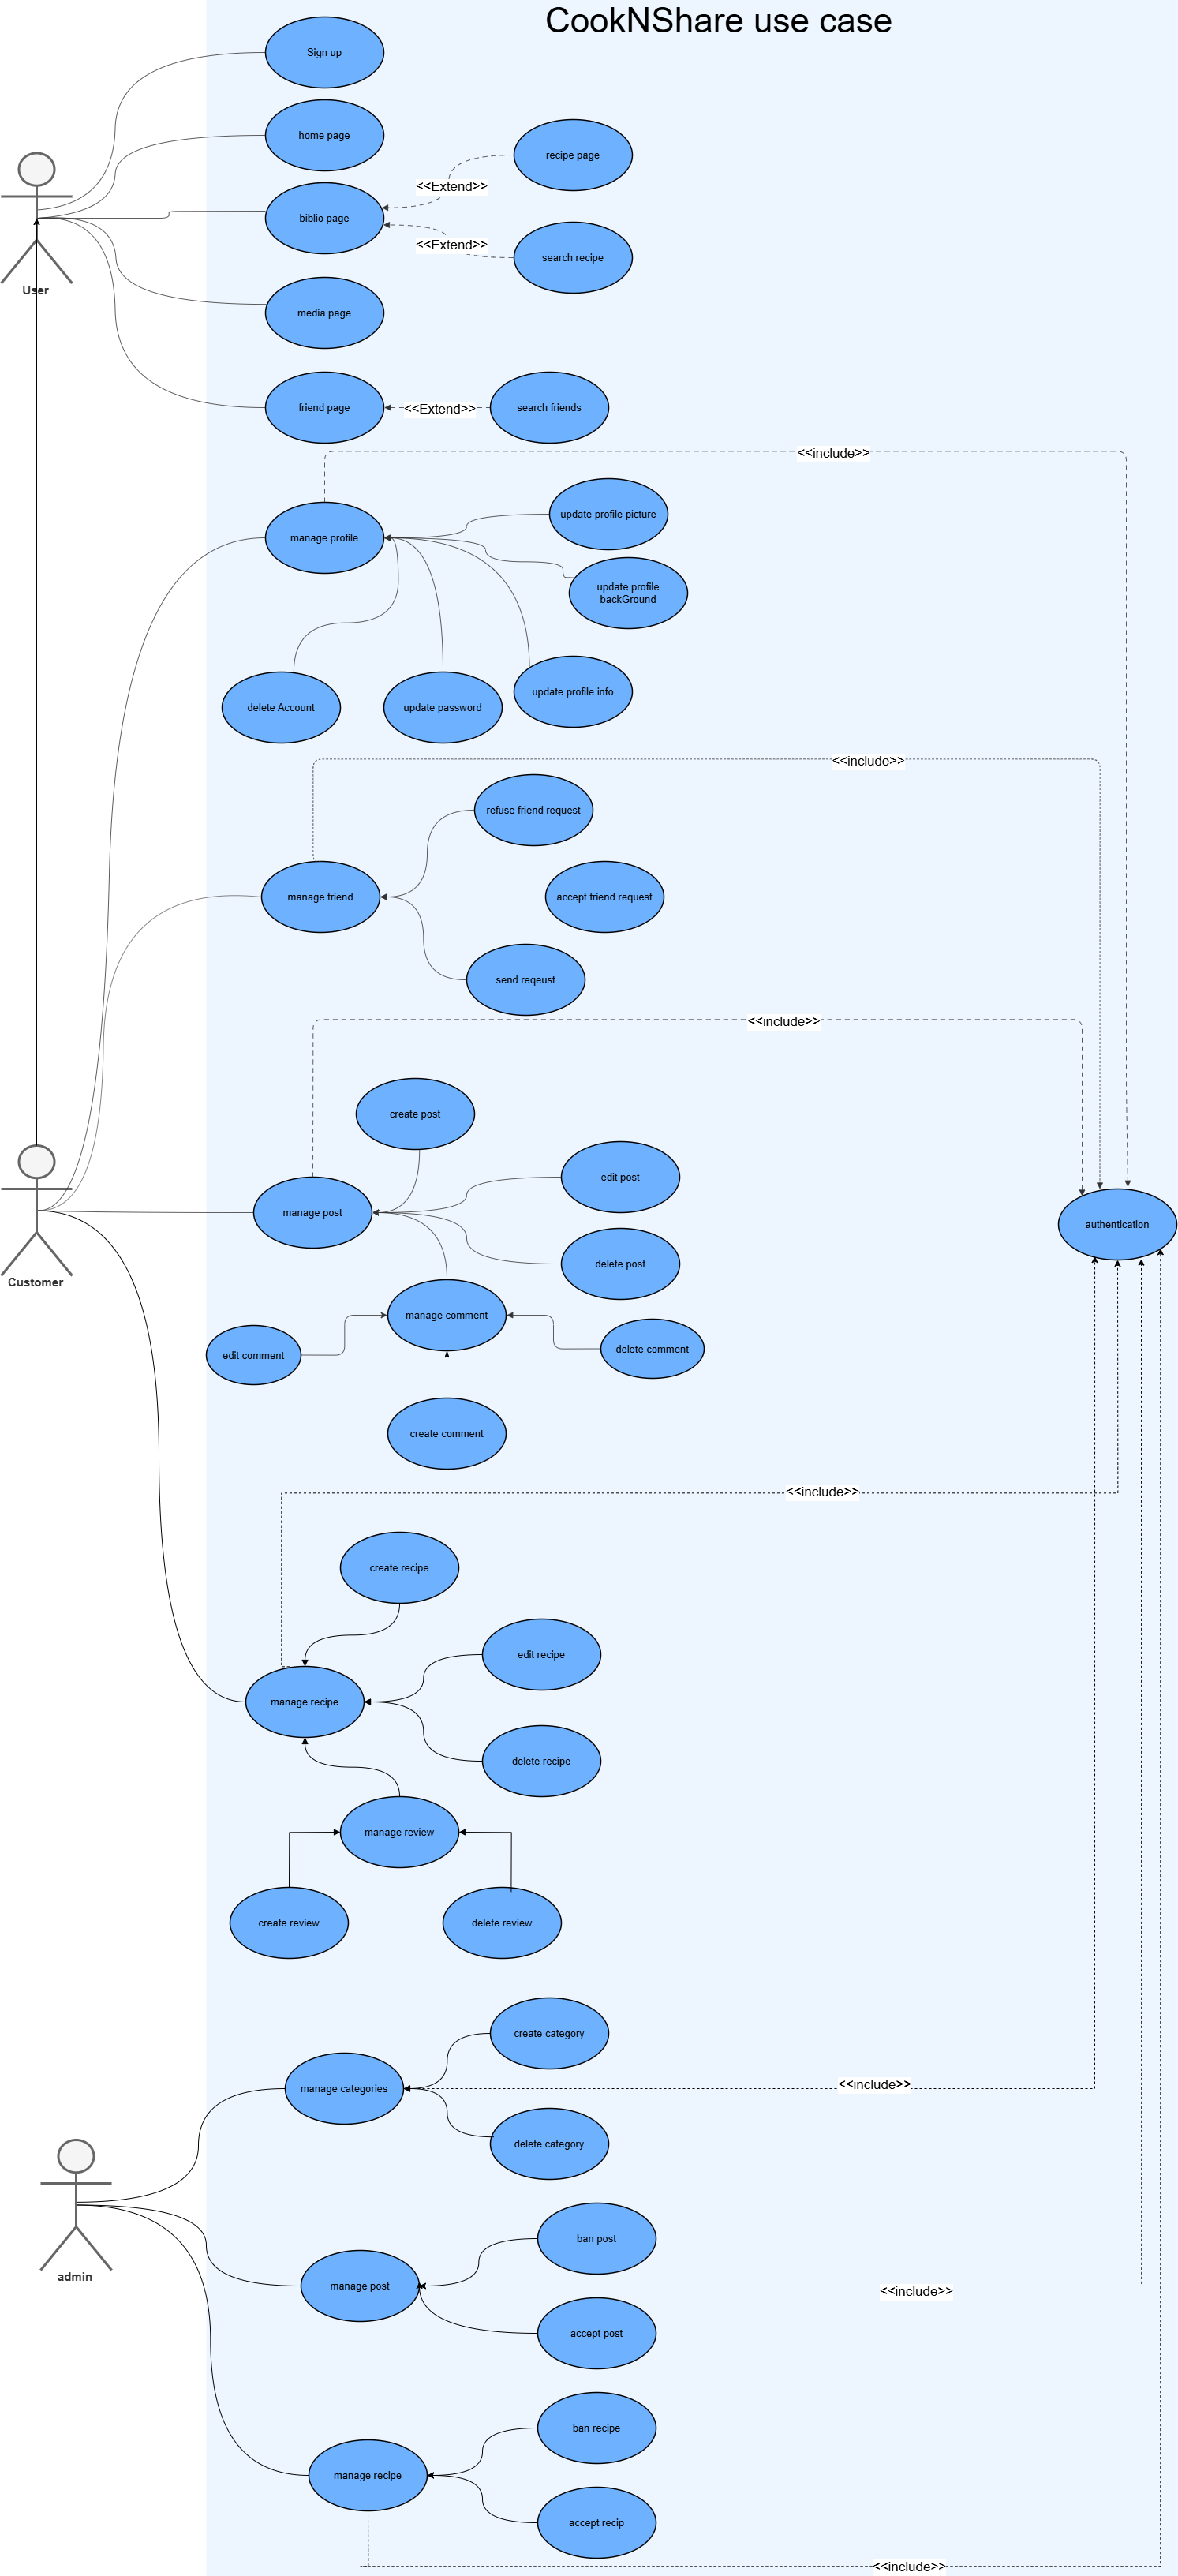 CookNShare use case
Sign up
home page
recipe page
<<Extend>>
biblio page
<<Extend>>
search recipe
User
media page
friend page
<<Extend>>
search friends
<<include>>
update profile picture
manage profile
update profile
backGround
update profile info
delete Account
update password
<<include>>
refuse friend request
manage friend
accept friend request
send reqeust
<<include>>
create post
edit post
manage post
authentication
delete post
Customer
manage comment
edit comment
delete comment
create comment
<<include>>
create recipe
edit recipe
manage recipe
delete recipe
manage review
create review
delete review
create category
manage categories
<<include>>
delete category
admin
ban post
manage post
<<include>>
accept post
ban recipe
manage recipe
accept recip
<<include>>